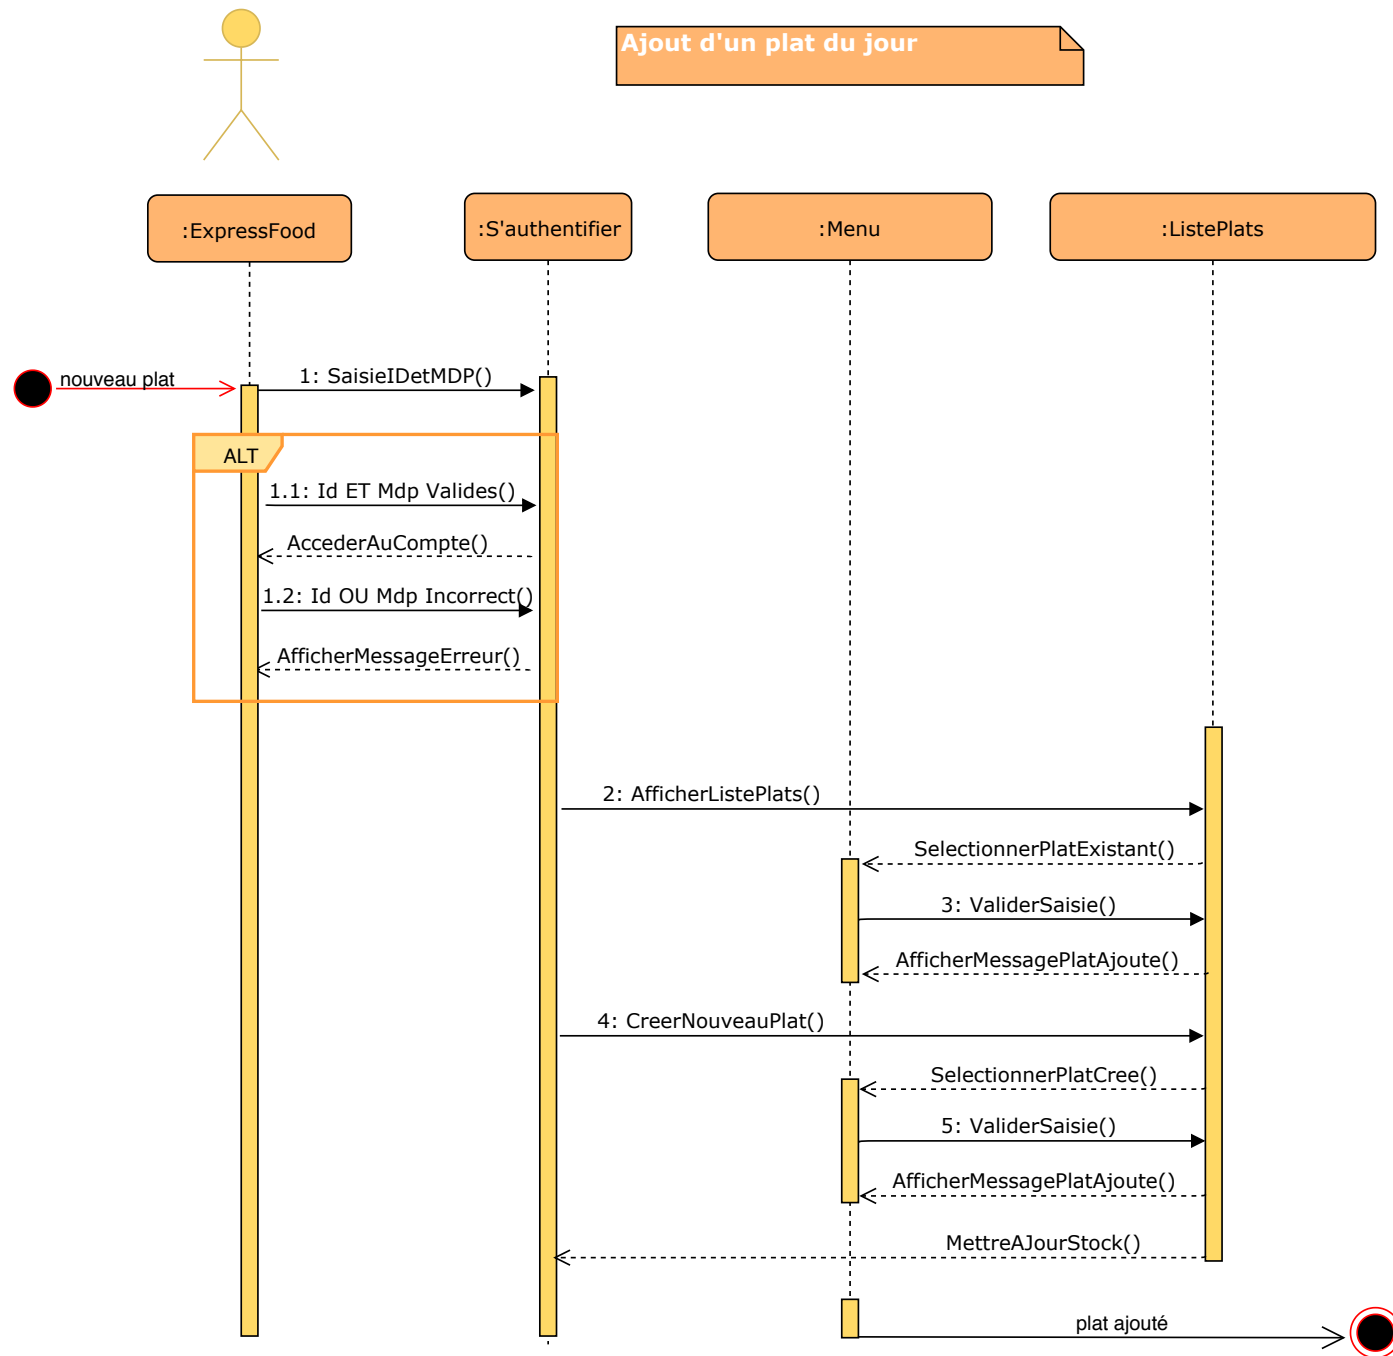 Ajout d'un plat du jour
:ExpressFood
:S'authentifier
:Menu
:ListePlats
nouveau plat
1: SaisieIDetMDP()
ALT
1.1: Id ET Mdp Valides()
AccederAuCompte()
1.2: Id OU Mdp Incorrect()
AfficherMessageErreur()
2: AfficherListePlats()
SelectionnerPlatExistant()
3: ValiderSaisie()
AfficherMessagePlatAjoute()
4: CreerNouveauPlat()
SelectionnerPlatCree()
5: ValiderSaisie()
AfficherMessagePlatAjoute()
MettreAJourStock()
plat ajouté